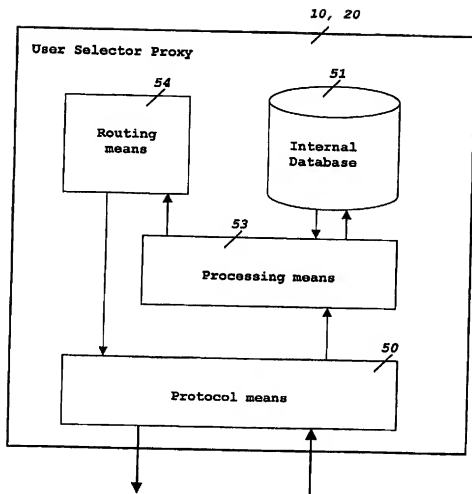 10, 20
User Selector Proxy
54
51
Routing
means
Internal
Database
53
Processing means
50
Protocol means